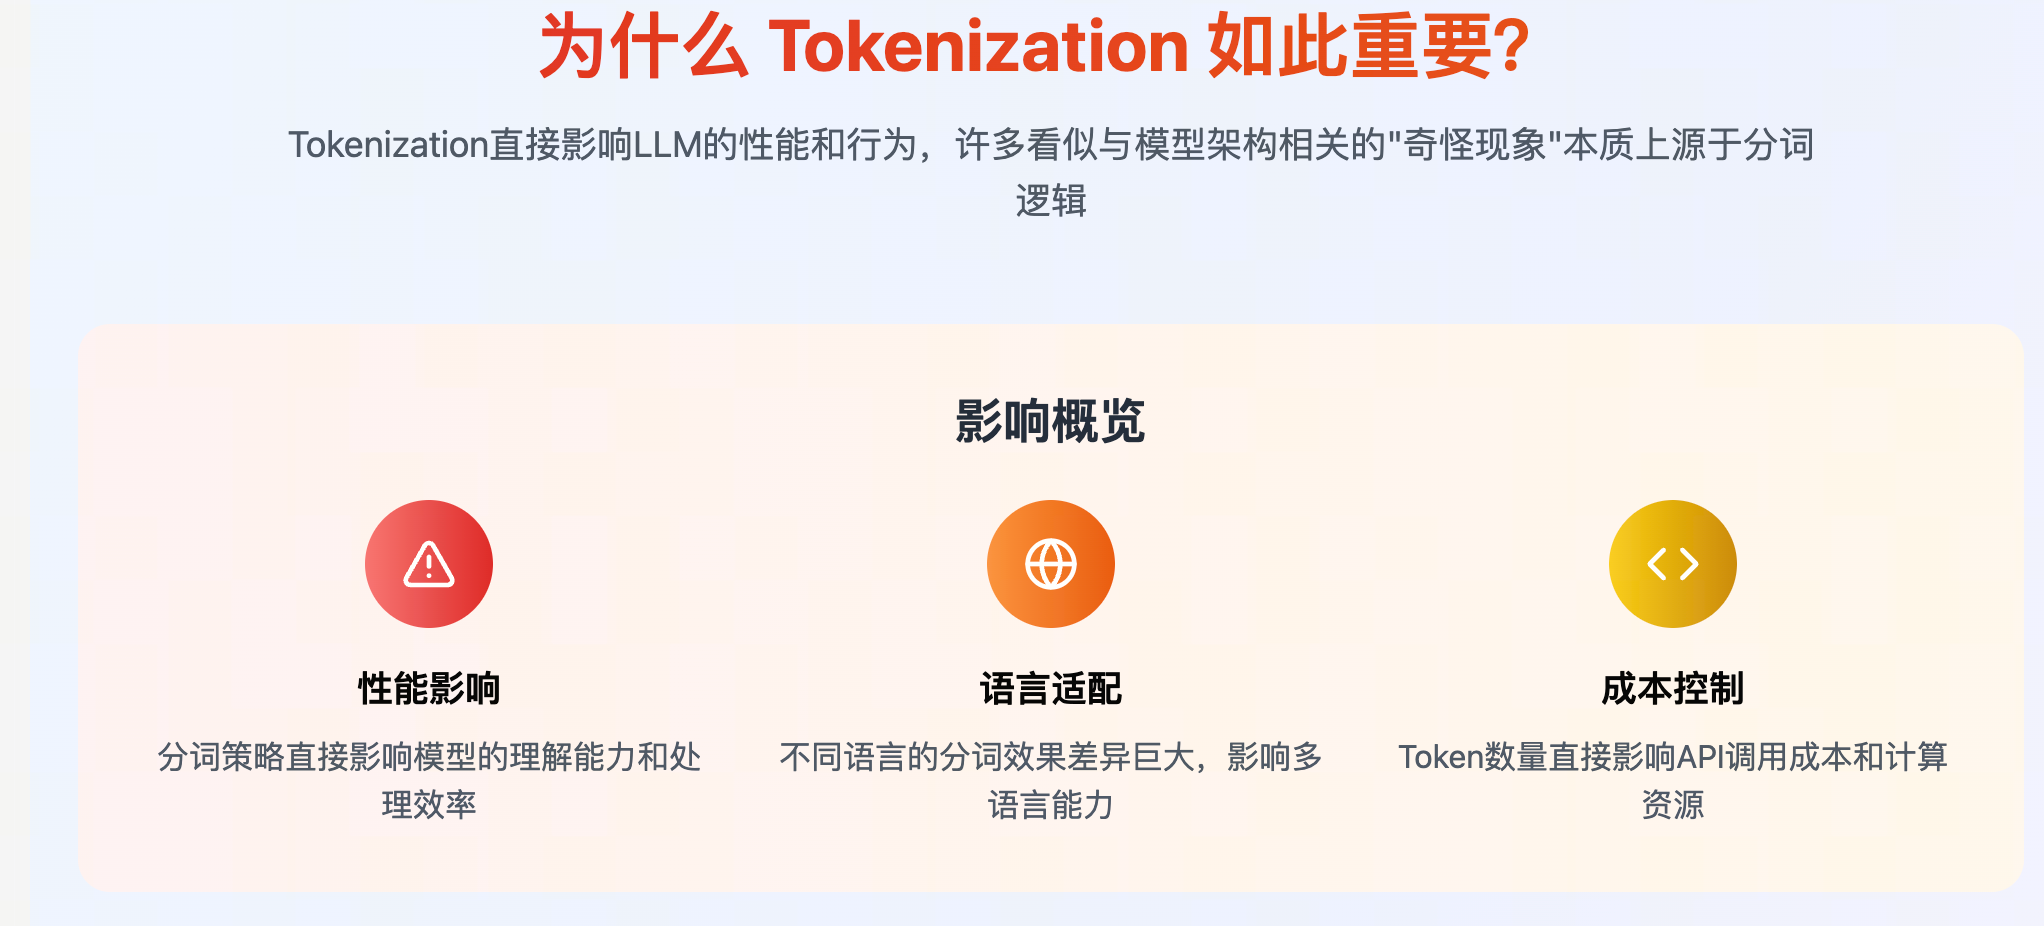 为什么 Tokenization 如此重要?
Tokenization直接影响LLM的性能和行为，许多看似与模型架构相关的"奇怪现象"本质上源于分词
逻辑
影响概览
性能影响
分词策略直接影响模型的理解能力和处
理效率
语言适配
不同语言的分词效果差异巨大，影响多
语言能力
成本控制
Token数量直接影响API调用成本和计算
资源